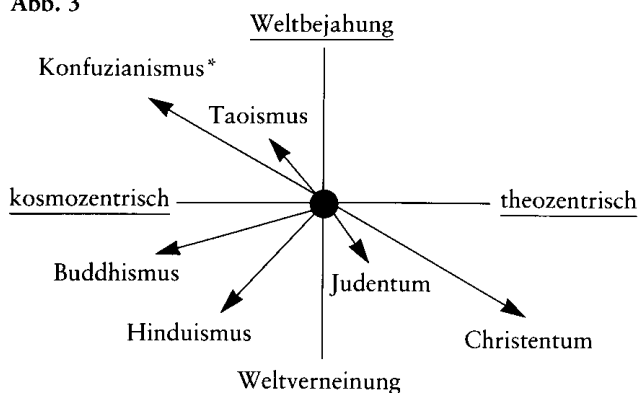 Abb. 3
Weltbejahung
Konfuzianismus*
Taoismus
kosmozentrisch
theozentrisch
Buddhismus
Judentum
Hinduismus
Christentum
Weltverneinung